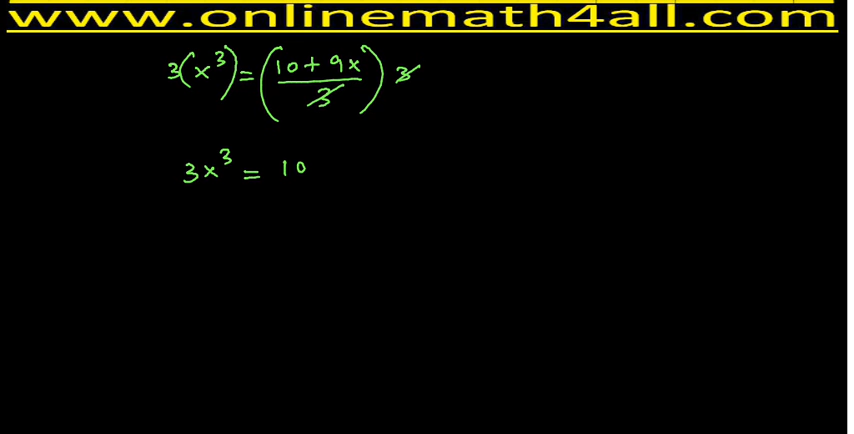 www.onlinemath4all.com
3(x³) = (10 + 9x / 3) 3
3x³ = 10